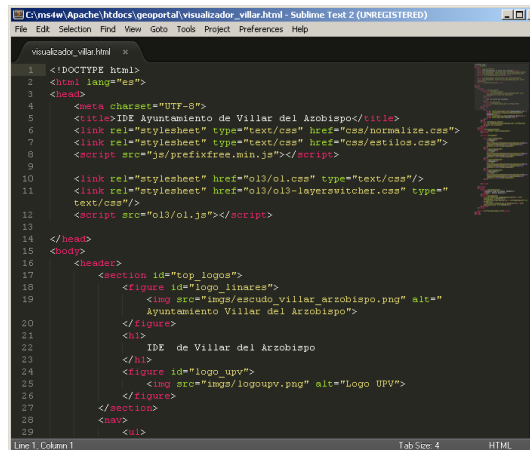 C:\ms4w\Apache\htdocs\geoportal\visualizador_villar.html - Sublime Text 2 (UNREGISTERED)
File Edit Selection Find View Goto Tools Project Preferences Help
visualizador_villar.html ×
1 <!DOCTYPE html>
2 <html lang="es">
3 <head>
4 <meta charset="UTF-8">
5 <title>IDE Ayuntamiento de Villar del Azobispo</title>
6 <link rel="stylesheet" type="text/css" href="css/normalize.css">
7 <link rel="stylesheet" type="text/css" href="css/estilos.css">
8 <script src="js/prefixfree.min.js"></script>
9
10 <link rel="stylesheet" href="ol3/ol.css" type="text/css"/>
11 <link rel="stylesheet" href="ol3/ol3-layerswitcher.css" type="
text/css"/>
12 <script src="ol3/ol.js"></script>
13
14 </head>
15 <body>
16 <header>
17 <section id="top_logos">
18 <figure id="logo_linares">
19 <img src="imgs/escudo_villar_arzobispo.png" alt="
Ayuntamiento Villar del Azobispo">
20 </figure>
21 <h1>
22 IDE  de Villar del Arzobispo
23 </h1>
24 <figure id="logo_upv">
25 <img src="imgs/logoupv.png" alt="Logo UPV">
26 </figure>
27 </section>
28 <nav>
29 <ul>
Line 1, Column 1 Tab Size: 4 HTML